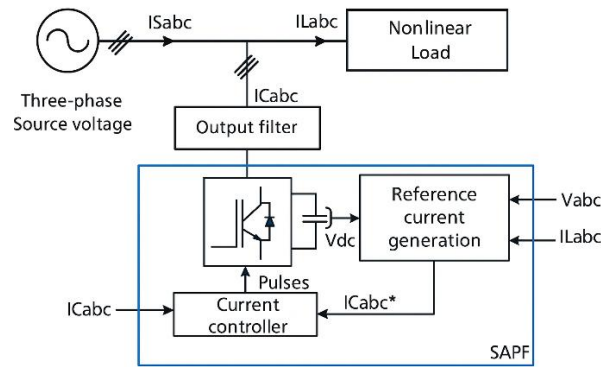 ISabc
ILabc
Nonlinear
Load
Three-phase
Source voltage
ICabc
Output filter
Reference
current
generation
Vabc
ILabc
Vdc
Pulses
ICabc
Current
controller
ICabc*
SAPF